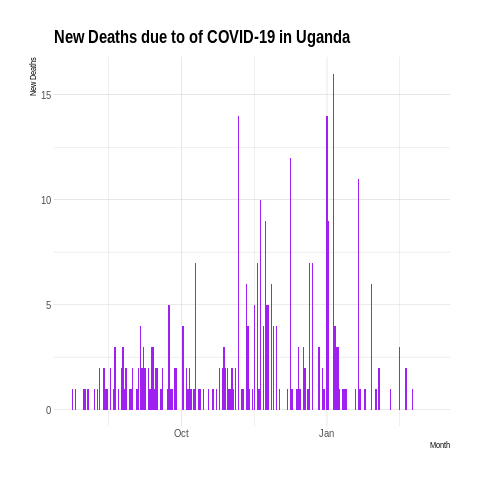 New Deaths due to of COVID-19 in Uganda
New Deaths
15
10
5
0
Oct
Jan
Month